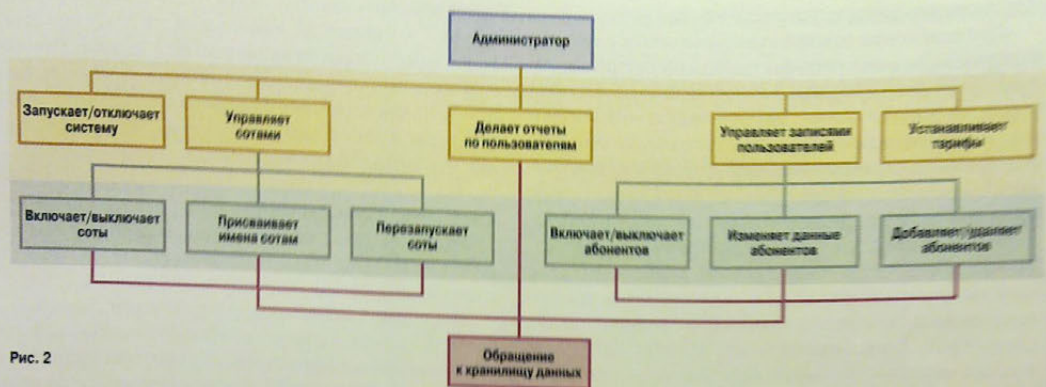 Администратор
Запускает/отключает
систему
Управляет
сотами
Делает отчеты
по пользователям
Управляет записями
пользователей
Устанавливает
тарифы
Включает/выключает
соты
Присваивает
имена сотам
Перезапускает
соты
Включает/выключает
абонентов
Изменяет данные
абонентов
Добавляет/удаляет
абонентов
Рис. 2
Обращение
к хранилищу данных